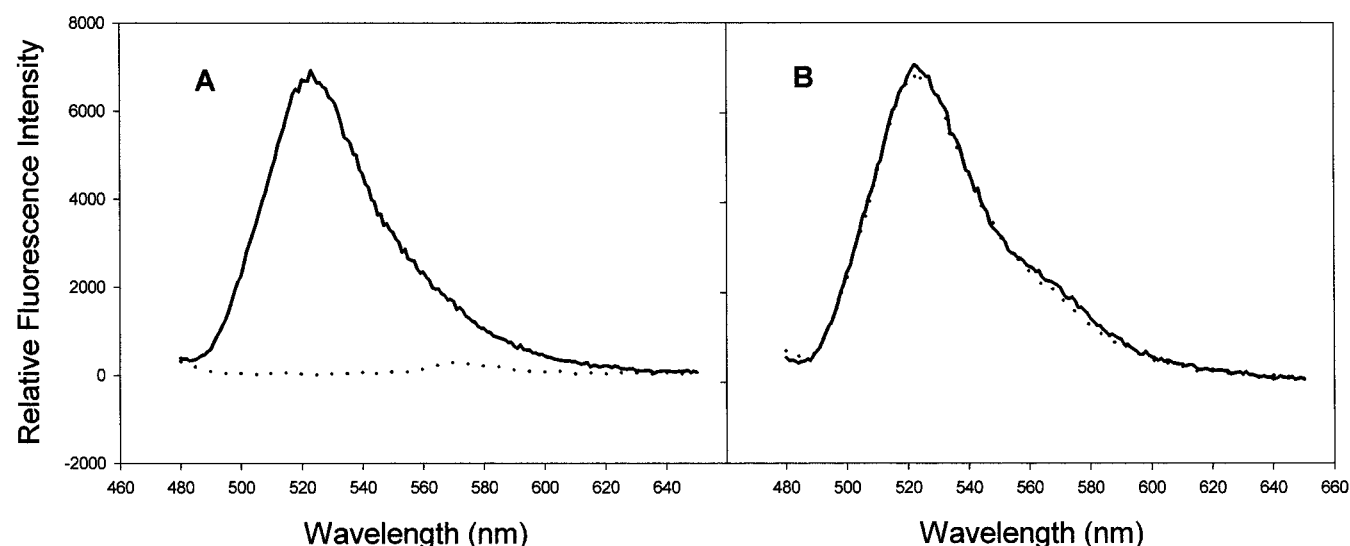 Relative Fluorescence Intensity
8000
6000
4000
2000
0
-2000
A
B
460 480 500 520 540 560 580 600 620 640
480 500 520 540 560 580 600 620 640 660
Wavelength (nm)
Wavelength (nm)